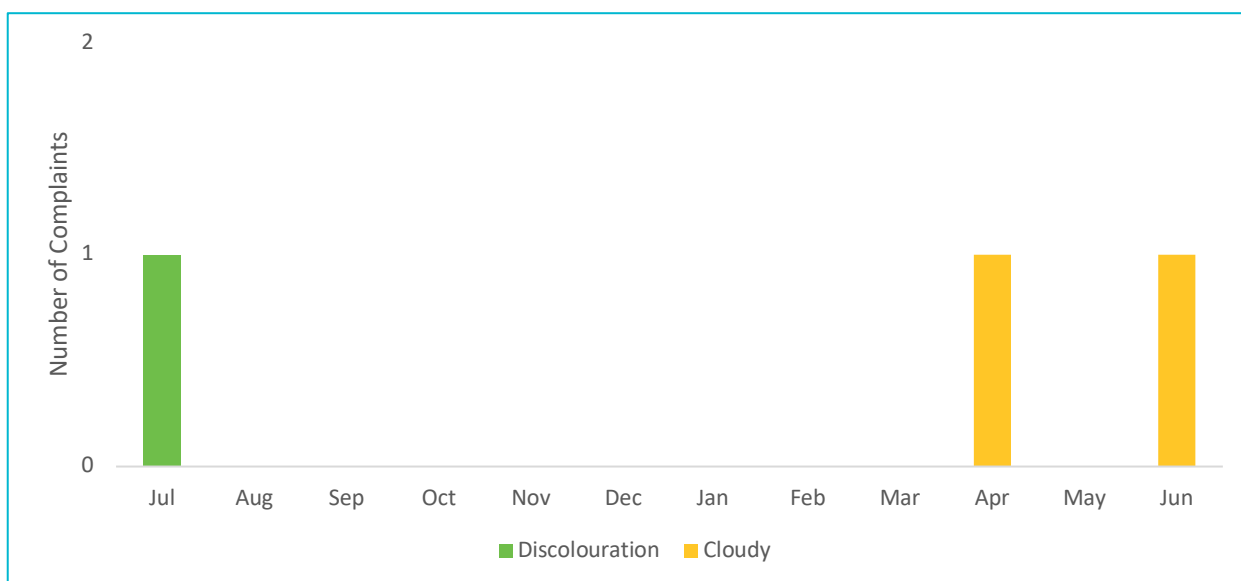 2
Number of Complaints
1
0
Jul Aug Sep Oct Nov Dec Jan Feb Mar Apr May Jun
Discolouration Cloudy